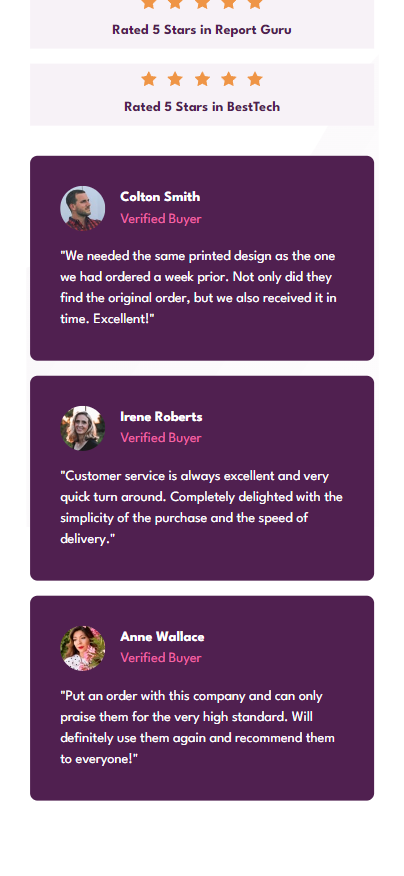 Rated 5 Stars in Report Guru
Rated 5 Stars in BestTech
Colton Smith
Verified Buyer
"We needed the same printed design as the one
we had ordered a week prior. Not only did they
find the original order, but we also received it in
time. Excellent!"
Irene Roberts
Verified Buyer
"Customer service is always excellent and very
quick turn around. Completely delighted with the
simplicity of the purchase and the speed of
delivery."
Anne Wallace
Verified Buyer
"Put an order with this company and can only
praise them for the very high standard. Will
definitely use them again and recommend them
to everyone!"